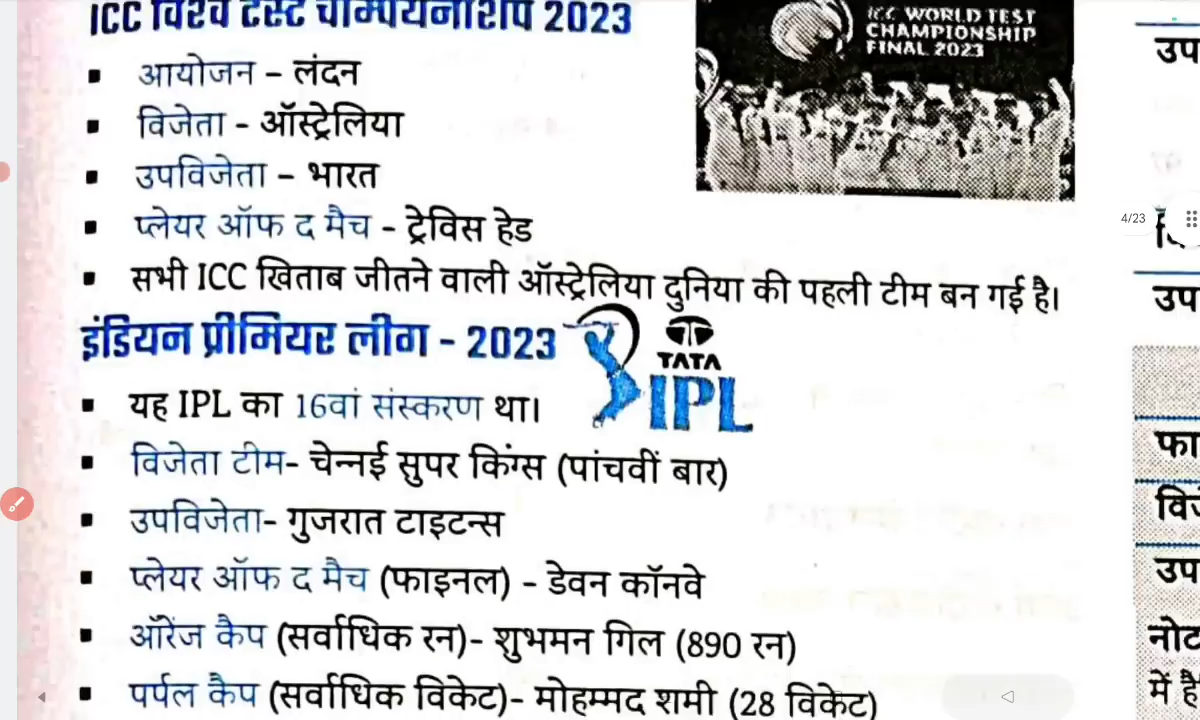 ICC विश्व टेस्ट चैम्पियनशिप 2023
ICC WORLD TEST
CHAMPIONSHIP
FINAL 2023
▪ आयोजन – लंदन
▪ विजेता - ऑस्ट्रेलिया
▪ उपविजेता – भारत
▪ प्लेयर ऑफ द मैच - ट्रेविस हेड
▪ सभी ICC खिताब जीतने वाली ऑस्ट्रेलिया दुनिया की पहली टीम बन गई है।
इंडियन प्रीमियर लीग - 2023
TATA
IPL
▪ यह IPL का 16वां संस्करण था।
▪ विजेता टीम- चेन्नई सुपर किंग्स (पांचवीं बार)
▪ उपविजेता- गुजरात टाइटन्स
▪ प्लेयर ऑफ द मैच (फाइनल) - डेवन कॉनवे
▪ ऑरेंज कैप (सर्वाधिक रन)- शुभमन गिल (890 रन)
▪ पर्पल कैप (सर्वाधिक विकेट)- मोहम्मद शमी (28 विकेट)
4/23
उप
उप
फा
विजे
उप
नोट
में है